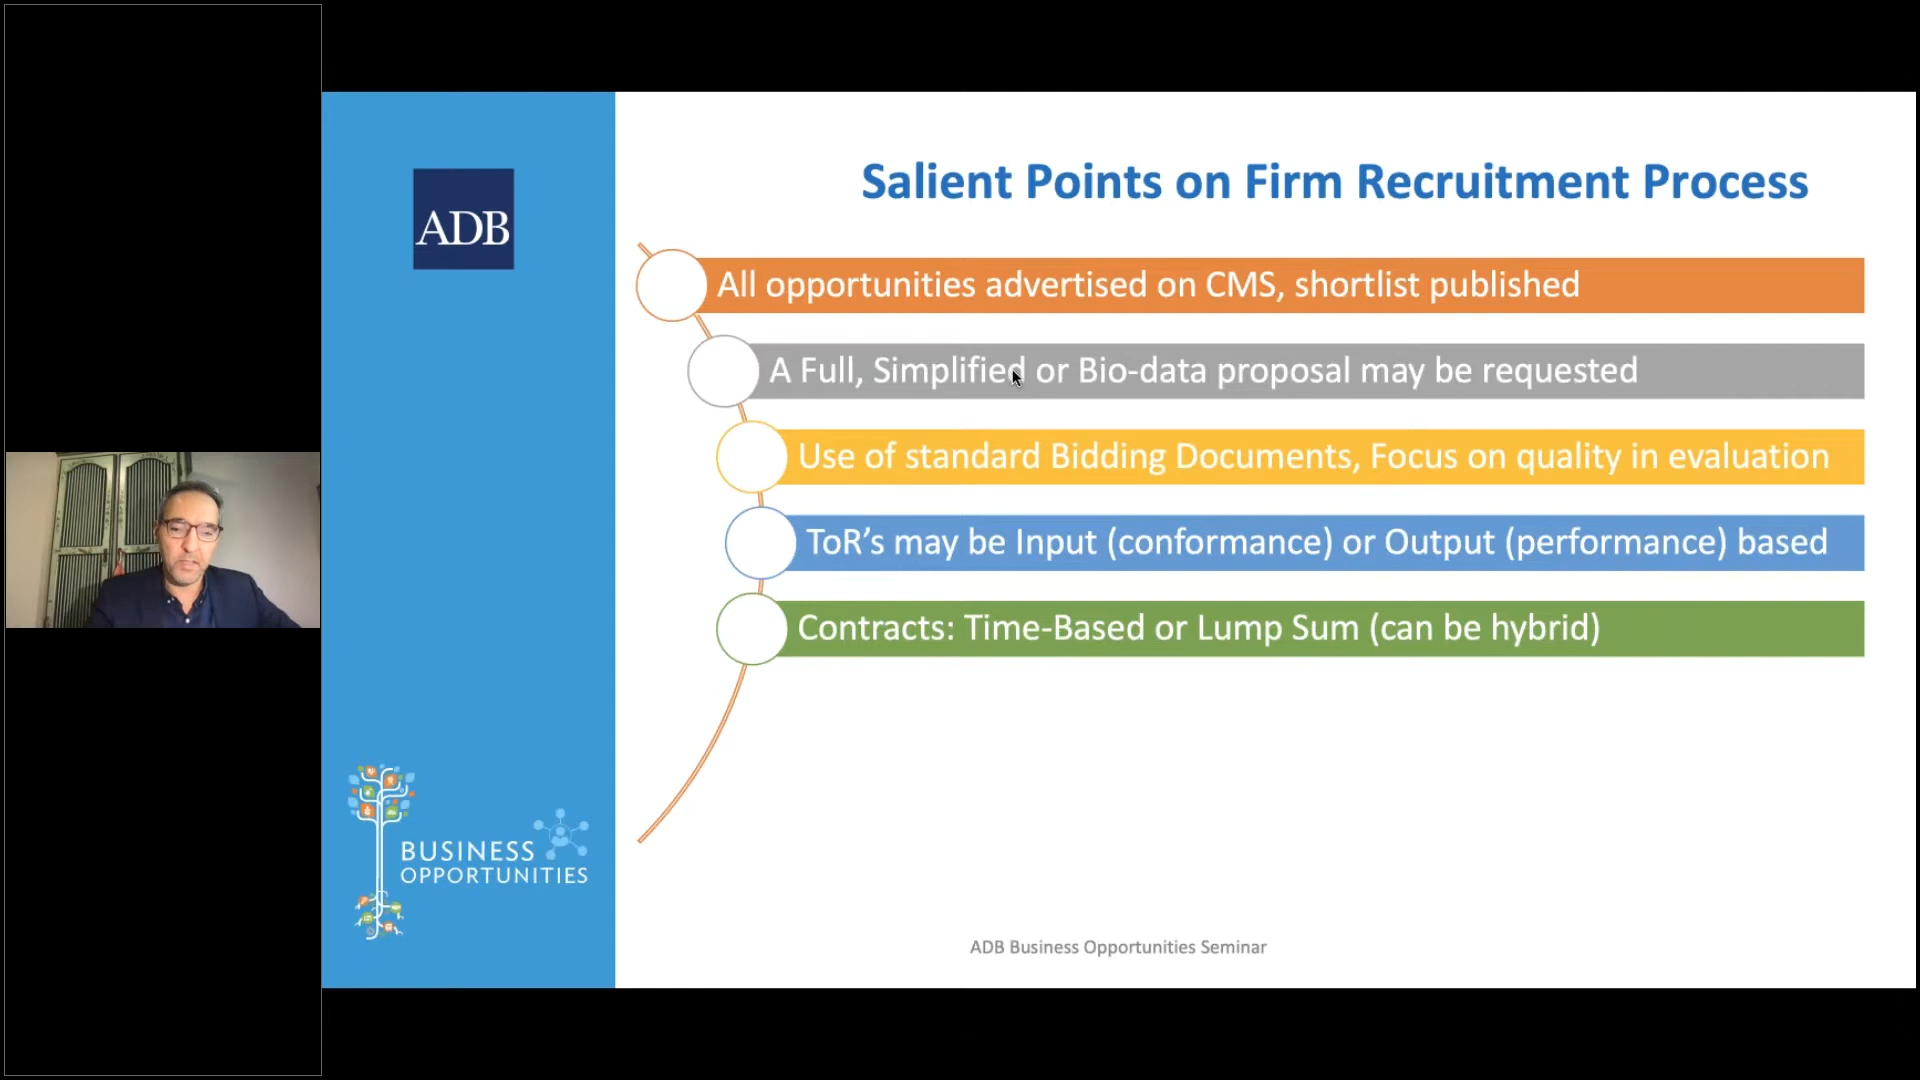 ADB
Salient Points on Firm Recruitment Process
All opportunities advertised on CMS, shortlist published
A Full, Simplified or Bio-data proposal may be requested
Use of standard Bidding Documents, Focus on quality in evaluation
ToR’s may be Input (conformance) or Output (performance) based
Contracts: Time-Based or Lump Sum (can be hybrid)
BUSINESS
OPPORTUNITIES
ADB Business Opportunities Seminar